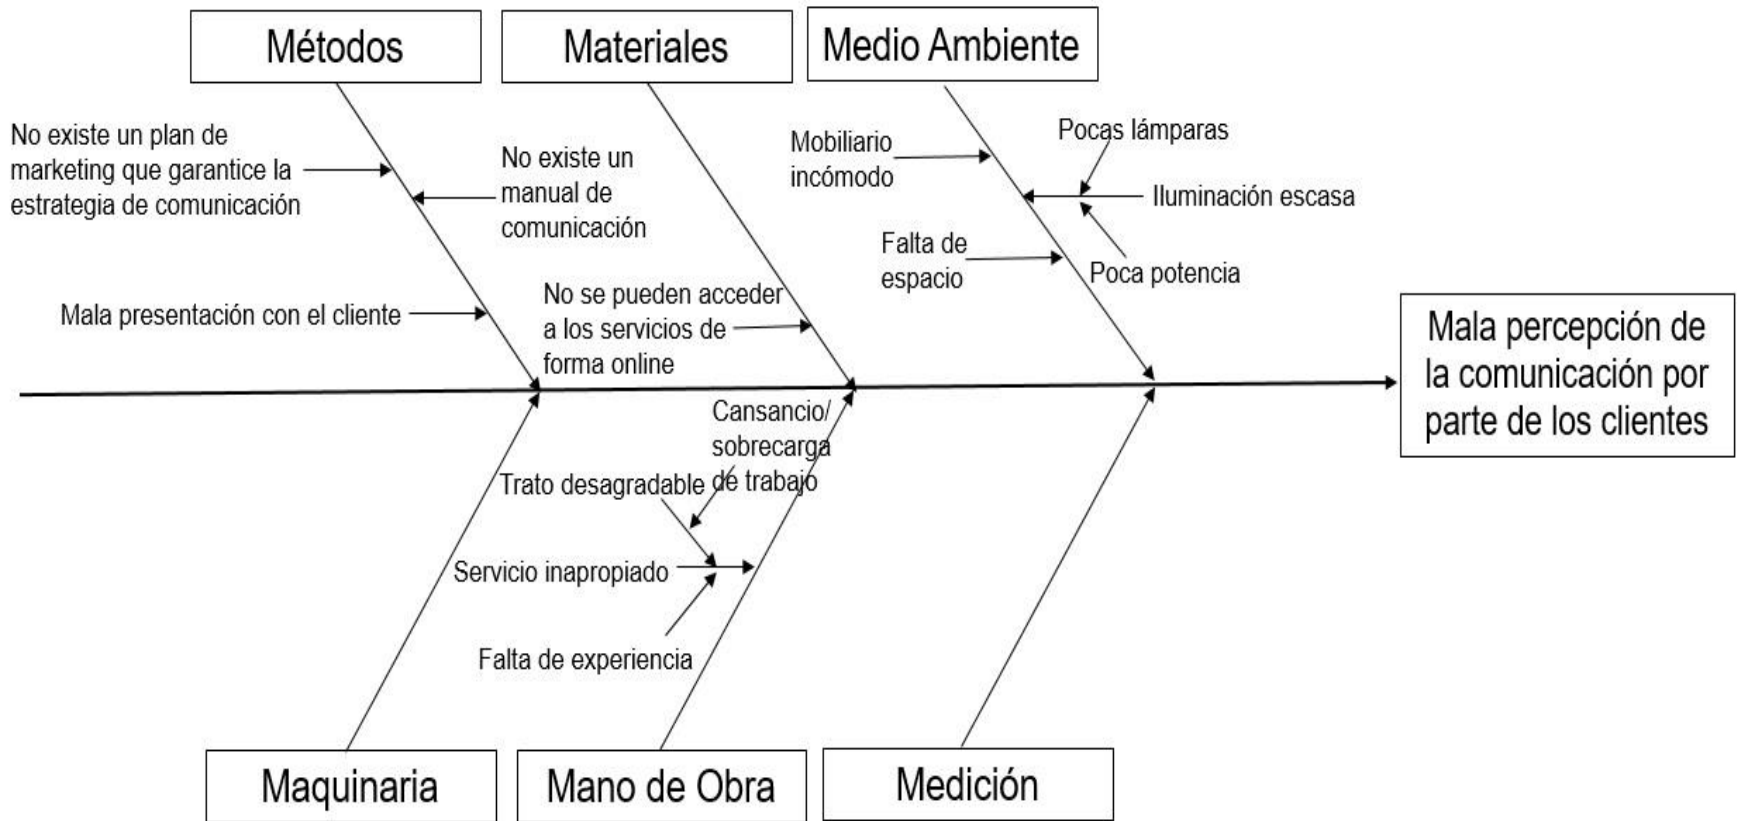 Métodos
Materiales
Medio Ambiente
No existe un plan de
marketing que garantice la
estrategia de comunicación
No existe un
manual de
comunicación
Mala presentación con el cliente
No se pueden acceder
a los servicios de
forma online
Mobiliario
incómodo
Pocas lámparas
Iluminación escasa
Falta de
espacio
Poca potencia
Mala percepción de
la comunicación por
parte de los clientes
Cansancio/
sobrecarga
de trabajo
Trato desagradable
Servicio inapropiado
Falta de experiencia
Maquinaria
Mano de Obra
Medición